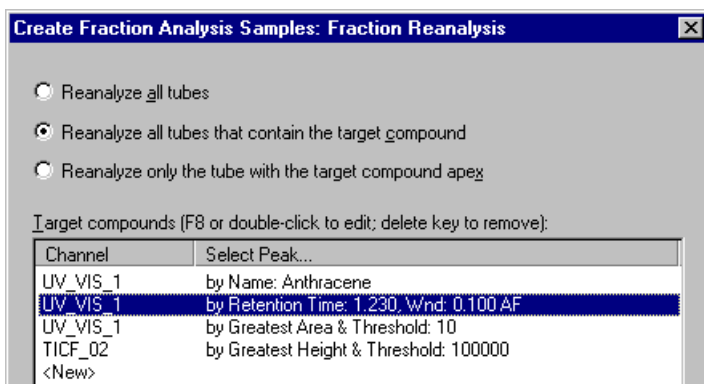 Create Fraction Analysis Samples: Fraction Reanalysis
Reanalyze all tubes
Reanalyze all tubes that contain the target compound
Reanalyze only the tube with the target compound apex
Target compounds (F8 or double-click to edit; delete key to remove):
Channel Select Peak...
UV_VIS_1 by Name: Anthracene
UV_VIS_1 by Retention Time: 1.230, Wnd: 0.100 AF
UV_VIS_1 by Greatest Area & Threshold: 10
TICF_02 by Greatest Height & Threshold: 100000
<New>